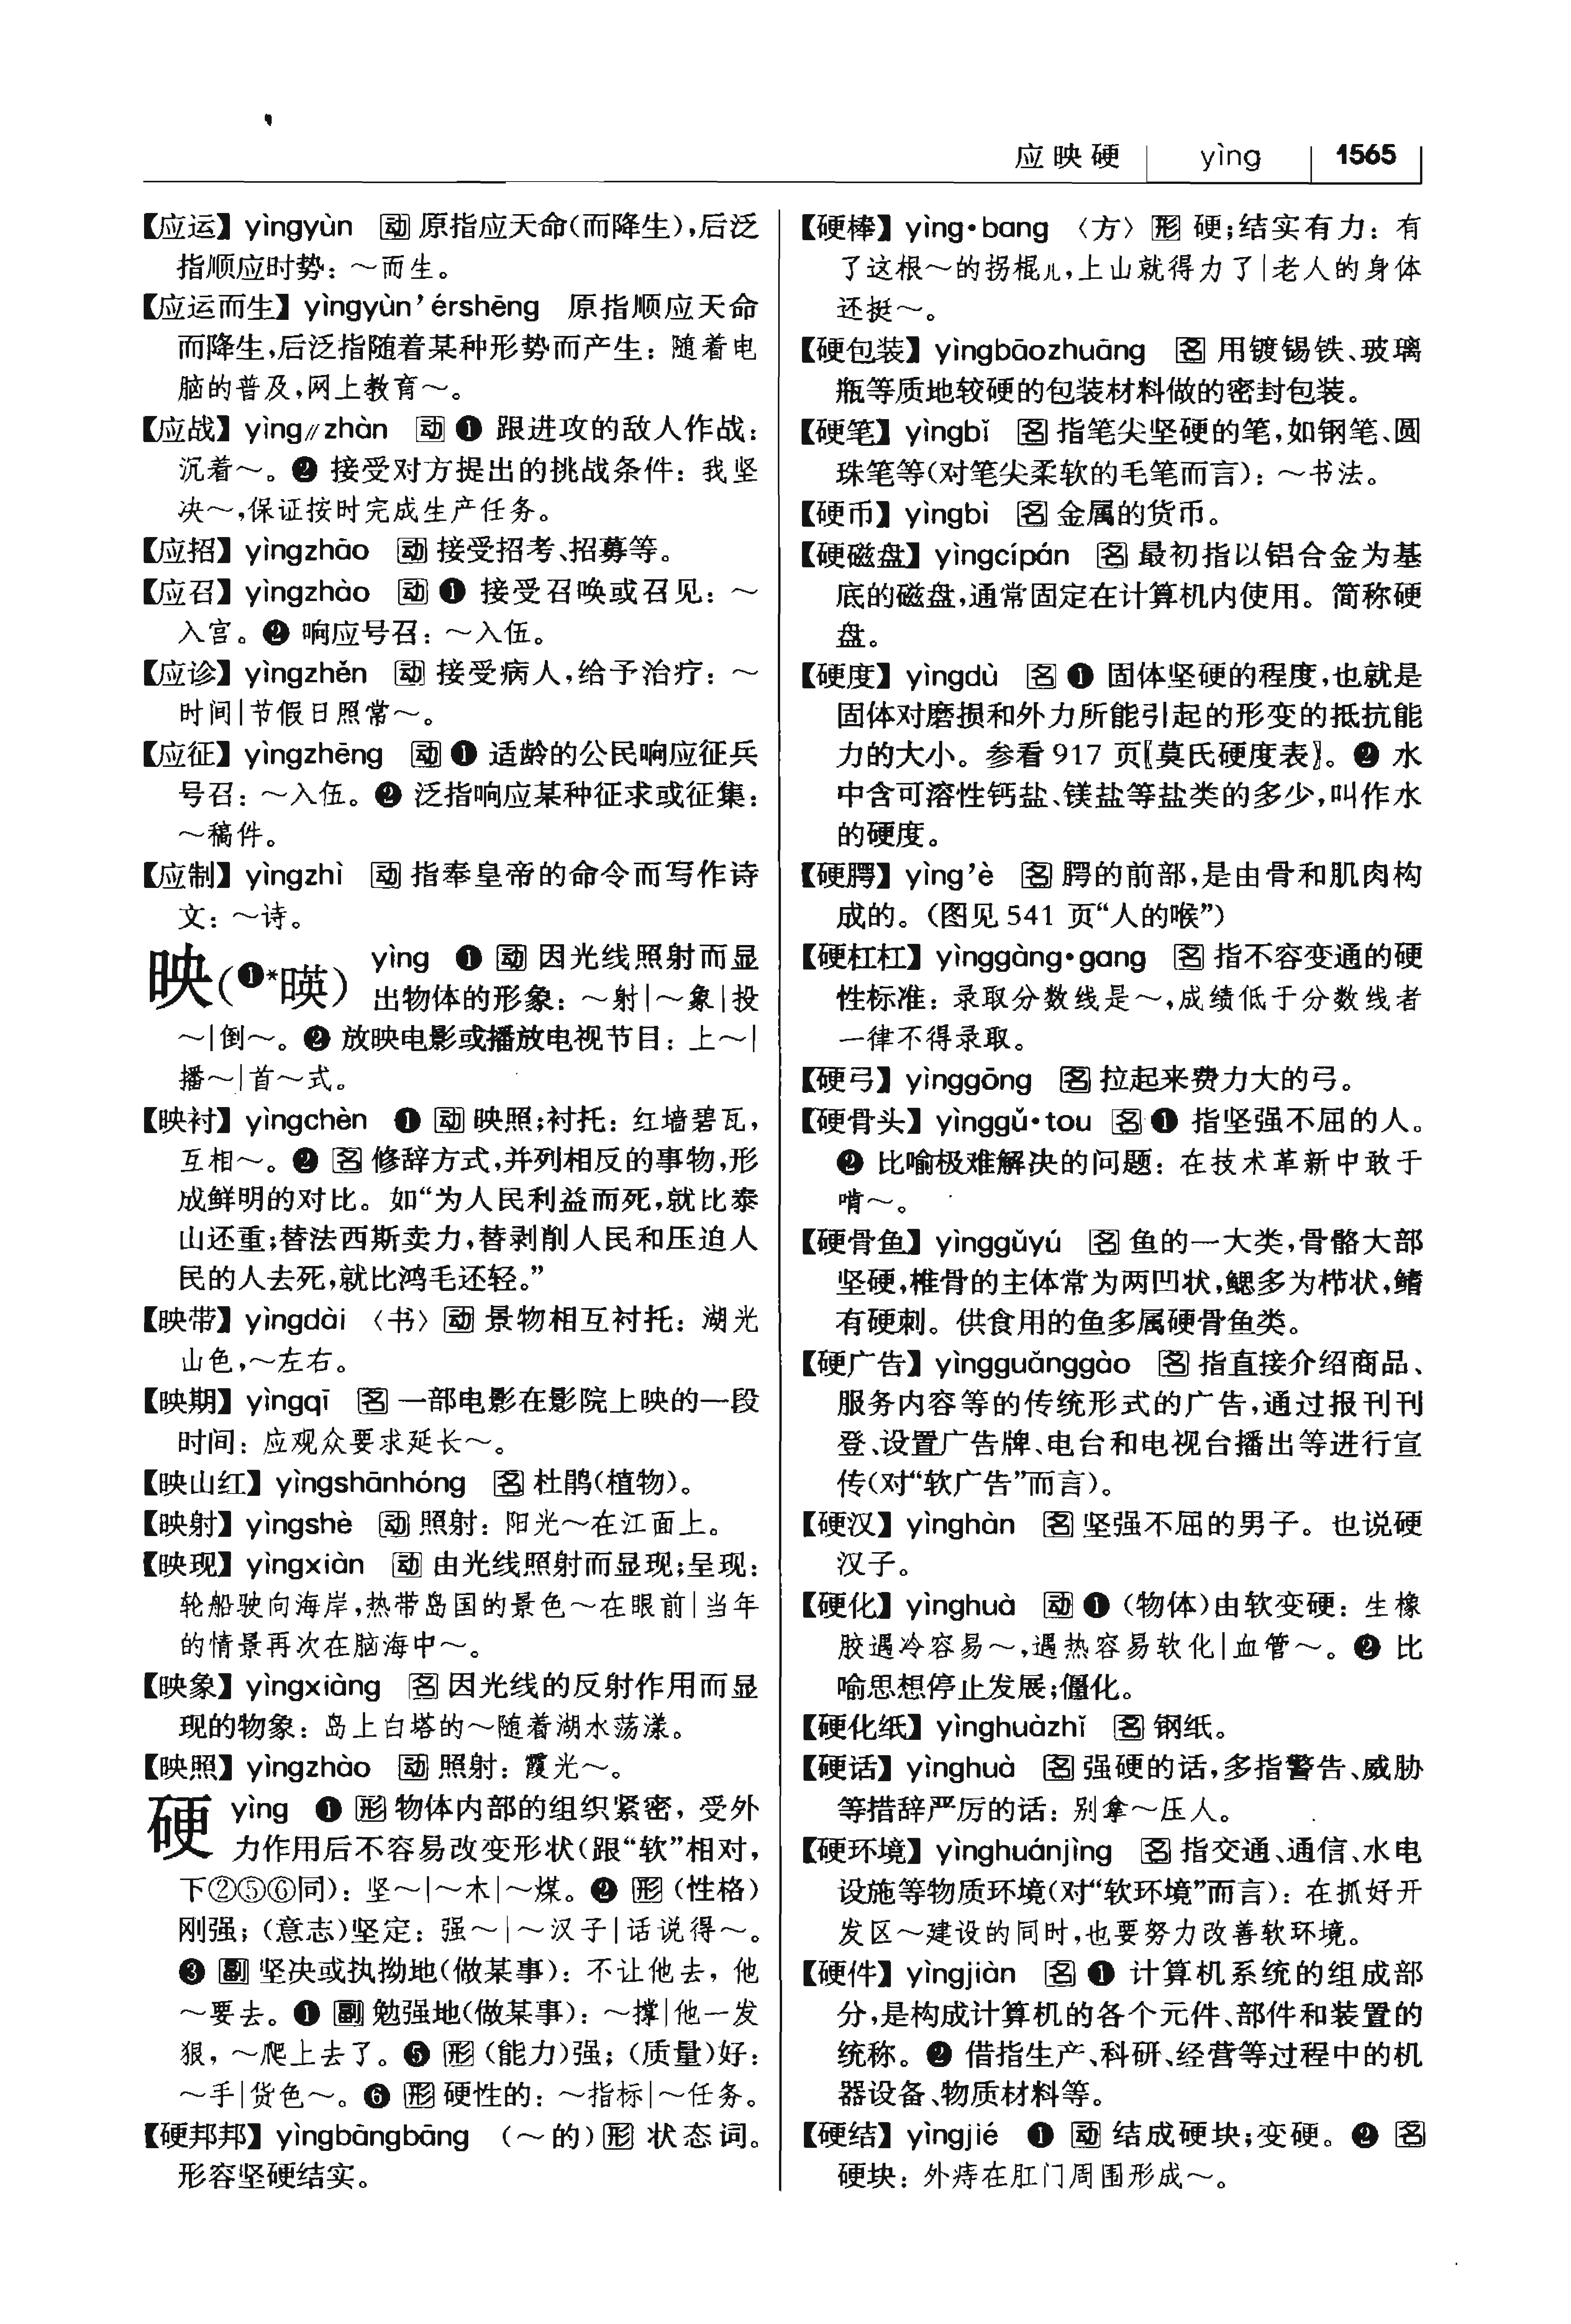 应映硬 yìng 1565
【应运】yìngyùn 动 原指应天命(而降生),后泛
指顺应时势：～而生。
【应运而生】yìngyùn’érshēng 原指顺应天命
而降生,后泛指随着某种形势而产生：随着电
脑的普及,网上教育～。
【应战】yìng∥zhàn 动 ❶ 跟进攻的敌人作战：
沉着～。❷ 接受对方提出的挑战条件：我坚
决～,保证按时完成生产任务。
【应招】yìngzhāo 动 接受招考、招募等。
【应召】yìngzhào 动 ❶ 接受召唤或召见：～
入宫。❷ 响应号召：～入伍。
【应诊】yìngzhěn 动 接受病人,给予治疗：～
时间|节假日照常～。
【应征】yìngzhēng 动 ❶ 适龄的公民响应征兵
号召：～入伍。❷ 泛指响应某种征求或征集：
～稿件。
【应制】yìngzhì 动 指奉皇帝的命令而写作诗
文：～诗。
映(❶*暎) yìng ❶ 动 因光线照射而显
出物体的形象：～射|～象|投
～|倒～。❷ 放映电影或播放电视节目：上～|
播～|首～式。
【映衬】yìngchèn ❶ 动 映照;衬托：红墙碧瓦,
互相～。❷ 名 修辞方式,并列相反的事物,形
成鲜明的对比。如“为人民利益而死,就比泰
山还重;替法西斯卖力,替剥削人民和压迫人
民的人去死,就比鸿毛还轻。”
【映带】yìngdài 〈书〉动 景物相互衬托：湖光
山色,～左右。
【映期】yìngqī 名 一部电影在影院上映的一段
时间：应观众要求延长～。
【映山红】yìngshānhóng 名 杜鹃(植物)。
【映射】yìngshè 动 照射：阳光～在江面上。
【映现】yìngxiàn 动 由光线照射而显现;呈现：
轮船驶向海岸,热带岛国的景色～在眼前|当年
的情景再次在脑海中～。
【映象】yìngxiàng 名 因光线的反射作用而显
现的物象：岛上白塔的～随着湖水荡漾。
【映照】yìngzhào 动 照射：霞光～。
硬 yìng ❶ 形 物体内部的组织紧密, 受外
力作用后不容易改变形状(跟“软”相对,
下②⑤⑥同)：坚～|～木|～煤。❷ 形 (性格)
刚强; (意志)坚定：强～|～汉子|话说得～。
❸ 副 坚决或执拗地(做某事)：不让他去, 他
～要去。❹ 副 勉强地(做某事)：～撑|他一发
狠, ～爬上去了。❺ 形 (能力)强; (质量)好：
～手|货色～。❻ 形 硬性的：～指标|～任务。
【硬邦邦】yìngbāngbāng (～的) 形 状态词。
形容坚硬结实。
【硬棒】yìng·bang 〈方〉形 硬;结实有力：有
了这根～的拐棍儿,上山就得力了|老人的身体
还挺～。
【硬包装】yìngbāozhuāng 名 用镀锡铁、玻璃
瓶等质地较硬的包装材料做的密封包装。
【硬笔】yìngbǐ 名 指笔尖坚硬的笔,如钢笔、圆
珠笔等(对笔尖柔软的毛笔而言)：～书法。
【硬币】yìngbì 名 金属的货币。
【硬磁盘】yìngcípán 名 最初指以铝合金为基
底的磁盘,通常固定在计算机内使用。简称硬
盘。
【硬度】yìngdù 名 ❶ 固体坚硬的程度,也就是
固体对磨损和外力所能引起的形变的抵抗能
力的大小。参看 917 页〖莫氏硬度表〗。❷ 水
中含可溶性钙盐、镁盐等盐类的多少,叫作水
的硬度。
【硬腭】yìng’è 名 腭的前部,是由骨和肌肉构
成的。(图见 541 页“人的喉”)
【硬杠杠】yìnggàng·gang 名 指不容变通的硬
性标准：录取分数线是～,成绩低于分数线者
一律不得录取。
【硬弓】yìnggōng 名 拉起来费力大的弓。
【硬骨头】yìnggǔ·tou 名 ❶ 指坚强不屈的人。
❷ 比喻极难解决的问题：在技术革新中敢于
啃～。
【硬骨鱼】yìnggǔyú 名 鱼的一大类,骨骼大部
坚硬,椎骨的主体常为两凹状,鳃多为栉状,鳍
有硬刺。供食用的鱼多属硬骨鱼类。
【硬广告】yìngguǎnggào 名 指直接介绍商品、
服务内容等的传统形式的广告,通过报刊刊
登、设置广告牌、电台和电视台播出等进行宣
传(对“软广告”而言)。
【硬汉】yìnghàn 名 坚强不屈的男子。也说硬
汉子。
【硬化】yìnghuà 动 ❶ (物体)由软变硬：生橡
胶遇冷容易～,遇热容易软化|血管～。❷ 比
喻思想停止发展;僵化。
【硬化纸】yìnghuàzhǐ 名 钢纸。
【硬话】yìnghuà 名 强硬的话,多指警告、威胁
等措辞严厉的话：别拿～压人。
【硬环境】yìnghuánjìng 名 指交通、通信、水电
设施等物质环境(对“软环境”而言)：在抓好开
发区～建设的同时,也要努力改善软环境。
【硬件】yìngjiàn 名 ❶ 计算机系统的组成部
分,是构成计算机的各个元件、部件和装置的
统称。❷ 借指生产、科研、经营等过程中的机
器设备、物质材料等。
【硬结】yìngjié ❶ 动 结成硬块;变硬。❷ 名
硬块：外痔在肛门周围形成～。